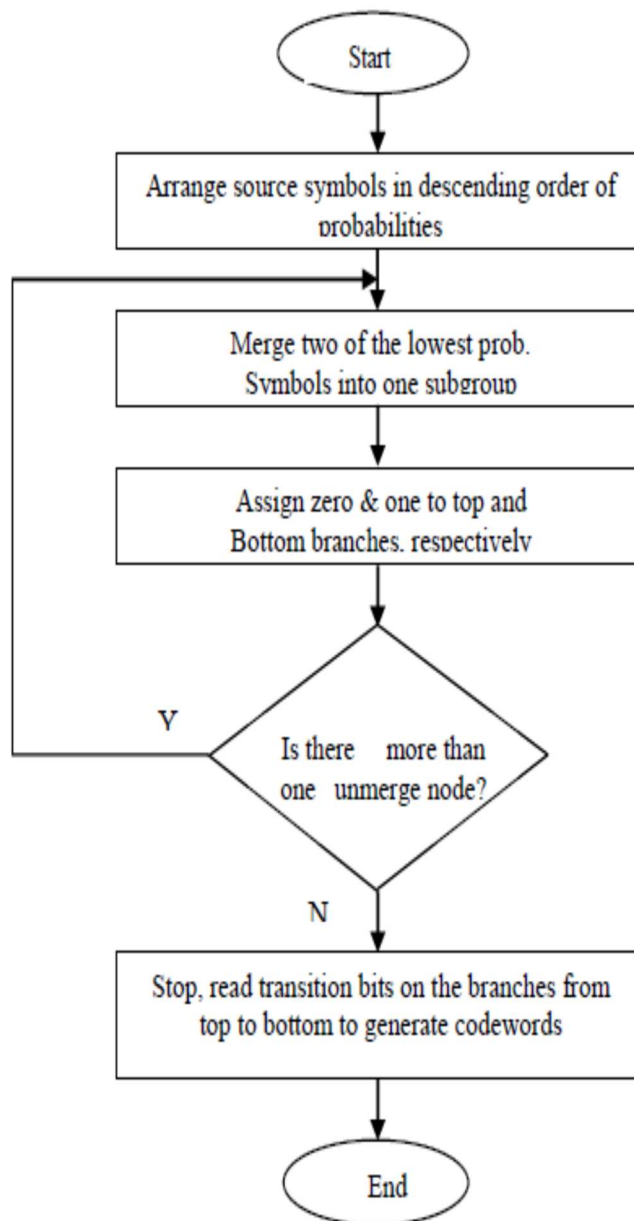 Start
Arrange source symbols in descending order of
probabilities
Merge two of the lowest prob.
Symbols into one subgroup
Assign zero & one to top and
Bottom branches, respectively
Y
Is there more than
one unmerge node?
N
Stop, read transition bits on the branches from
top to bottom to generate codewords
End